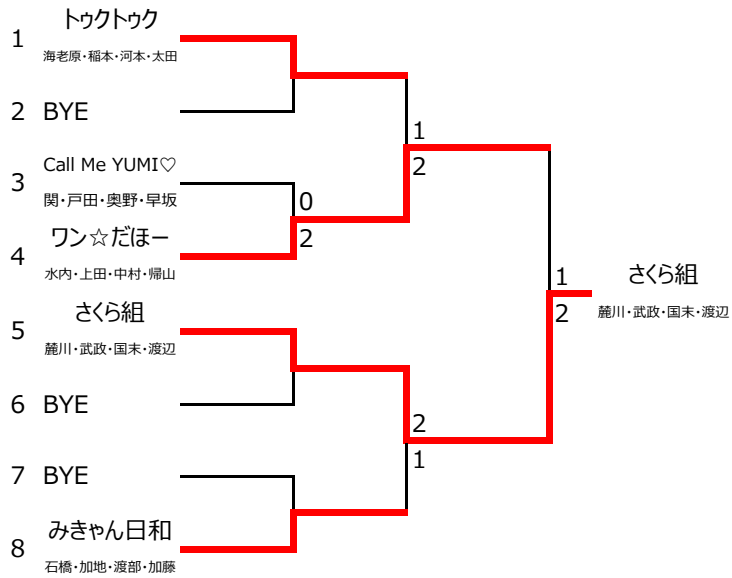 1 トゥクトゥク
海老原・稲本・河本・太田
2 BYE
3 Call Me YUMI♡
関・戸田・奥野・早坂
4 ワン☆だほー
水内・上田・中村・帰山
5 さくら組
麓川・武政・国末・渡辺
6 BYE
7 BYE
8 みきゃん日和
石橋・加地・渡部・加藤
0
2
1
2
2
1
1
2
さくら組
麓川・武政・国末・渡辺